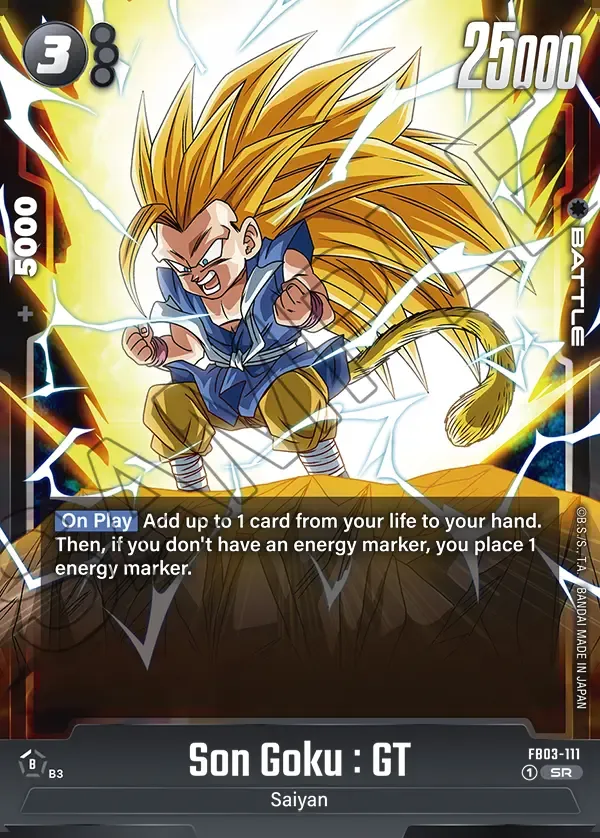 3
25000
+ 5000
BATTLE
SAMPLE
On Play Add up to 1 card from your life to your hand.
Then, if you don't have an energy marker, you place 1
energy marker.
©B.S./S., T.A. BANDAI MADE IN JAPAN
B
B3
Son Goku : GT
FB03-111
1 SR
Saiyan